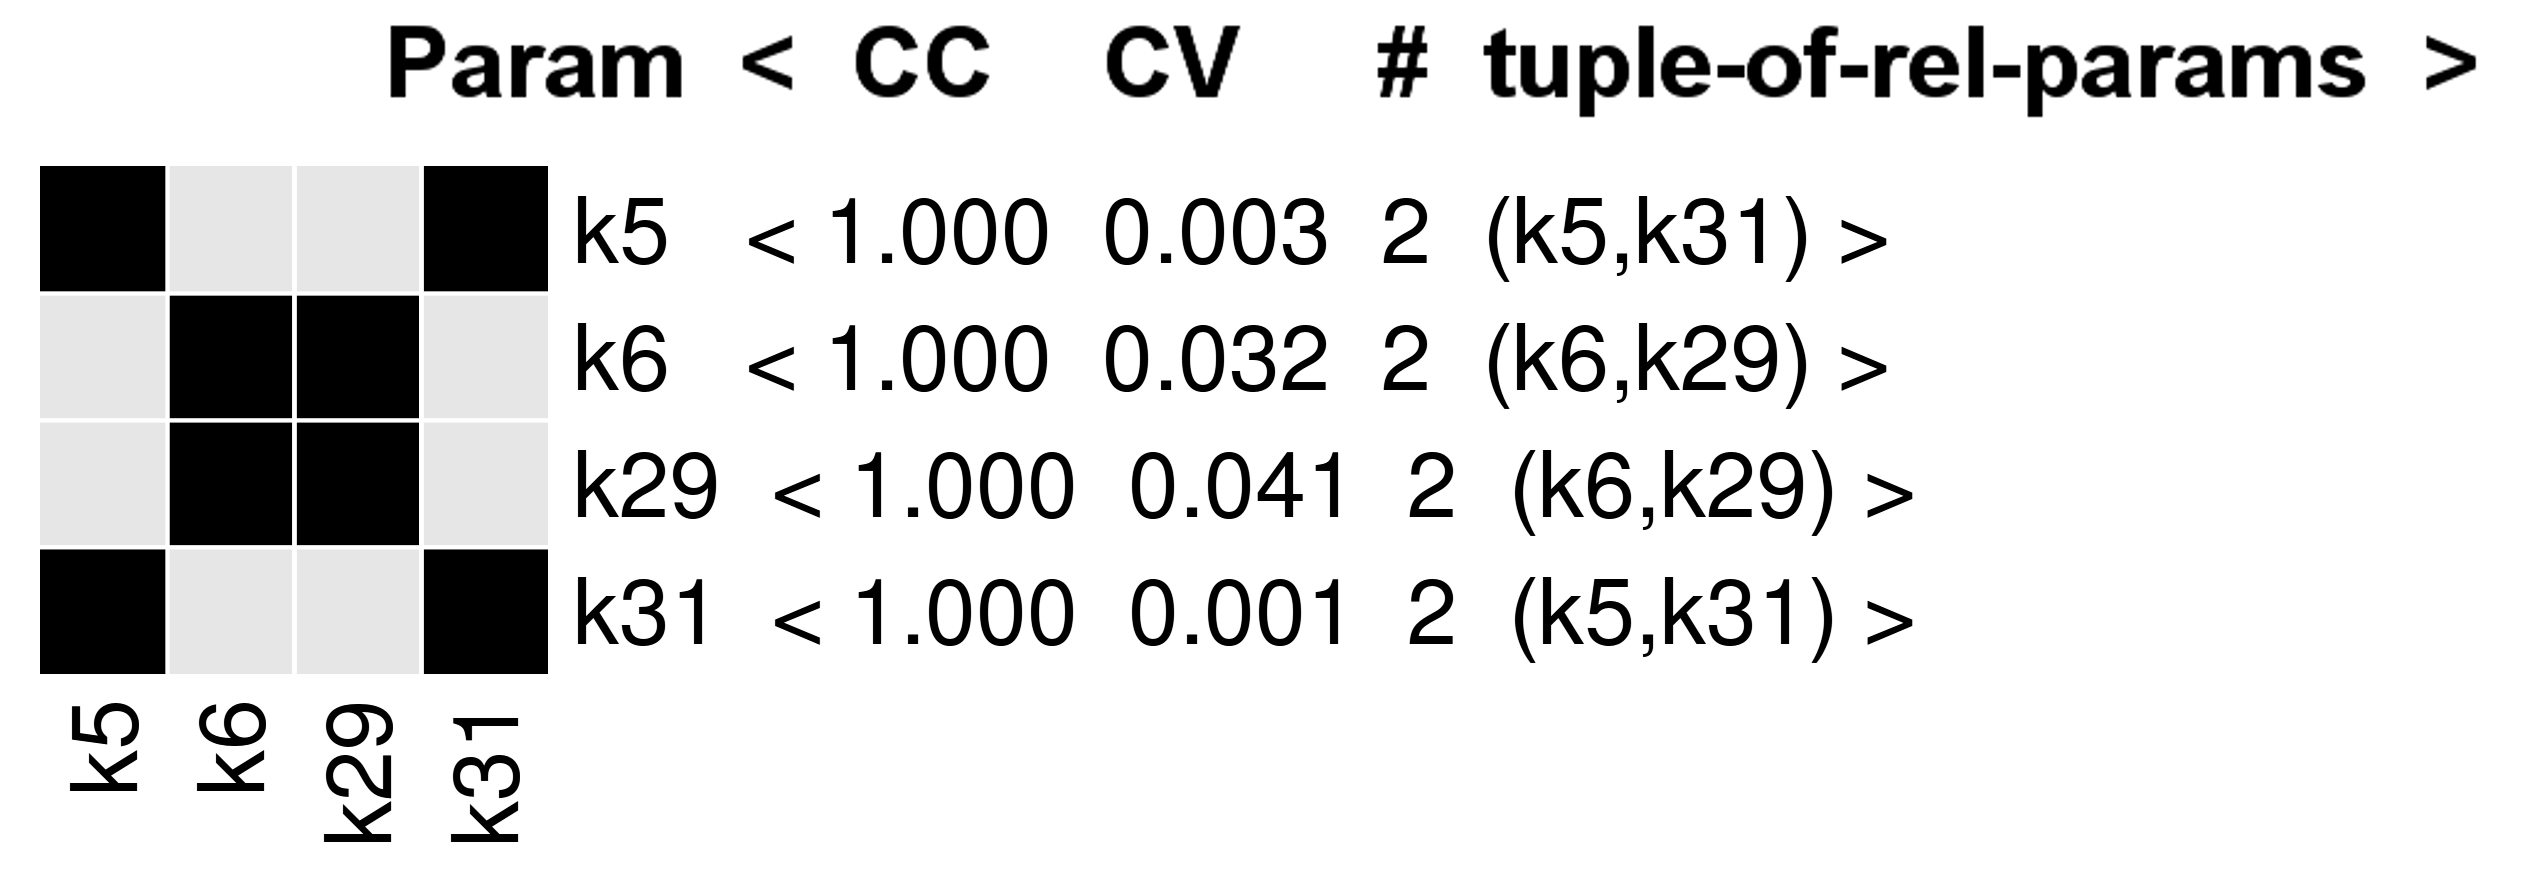 Param < CC CV # tuple-of-rel-params >
k5 < 1.000 0.003 2 (k5,k31) >
k6 < 1.000 0.032 2 (k6,k29) >
k29 < 1.000 0.041 2 (k6,k29) >
k31 < 1.000 0.001 2 (k5,k31) >
k5 k6 k29 k31